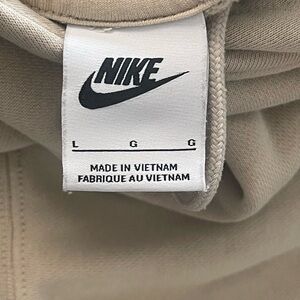 NIKE
L G G
MADE IN VIETNAM
FABRIQUE AU VIETNAM